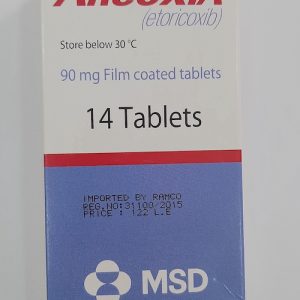 Arcoxia
(etoricoxib)
Store below 30 °C
90 mg Film coated tablets
14 Tablets
IMPORTED BY RAMCO
REG.NO:31100/2015
PRICE : 122 L.E
MSD